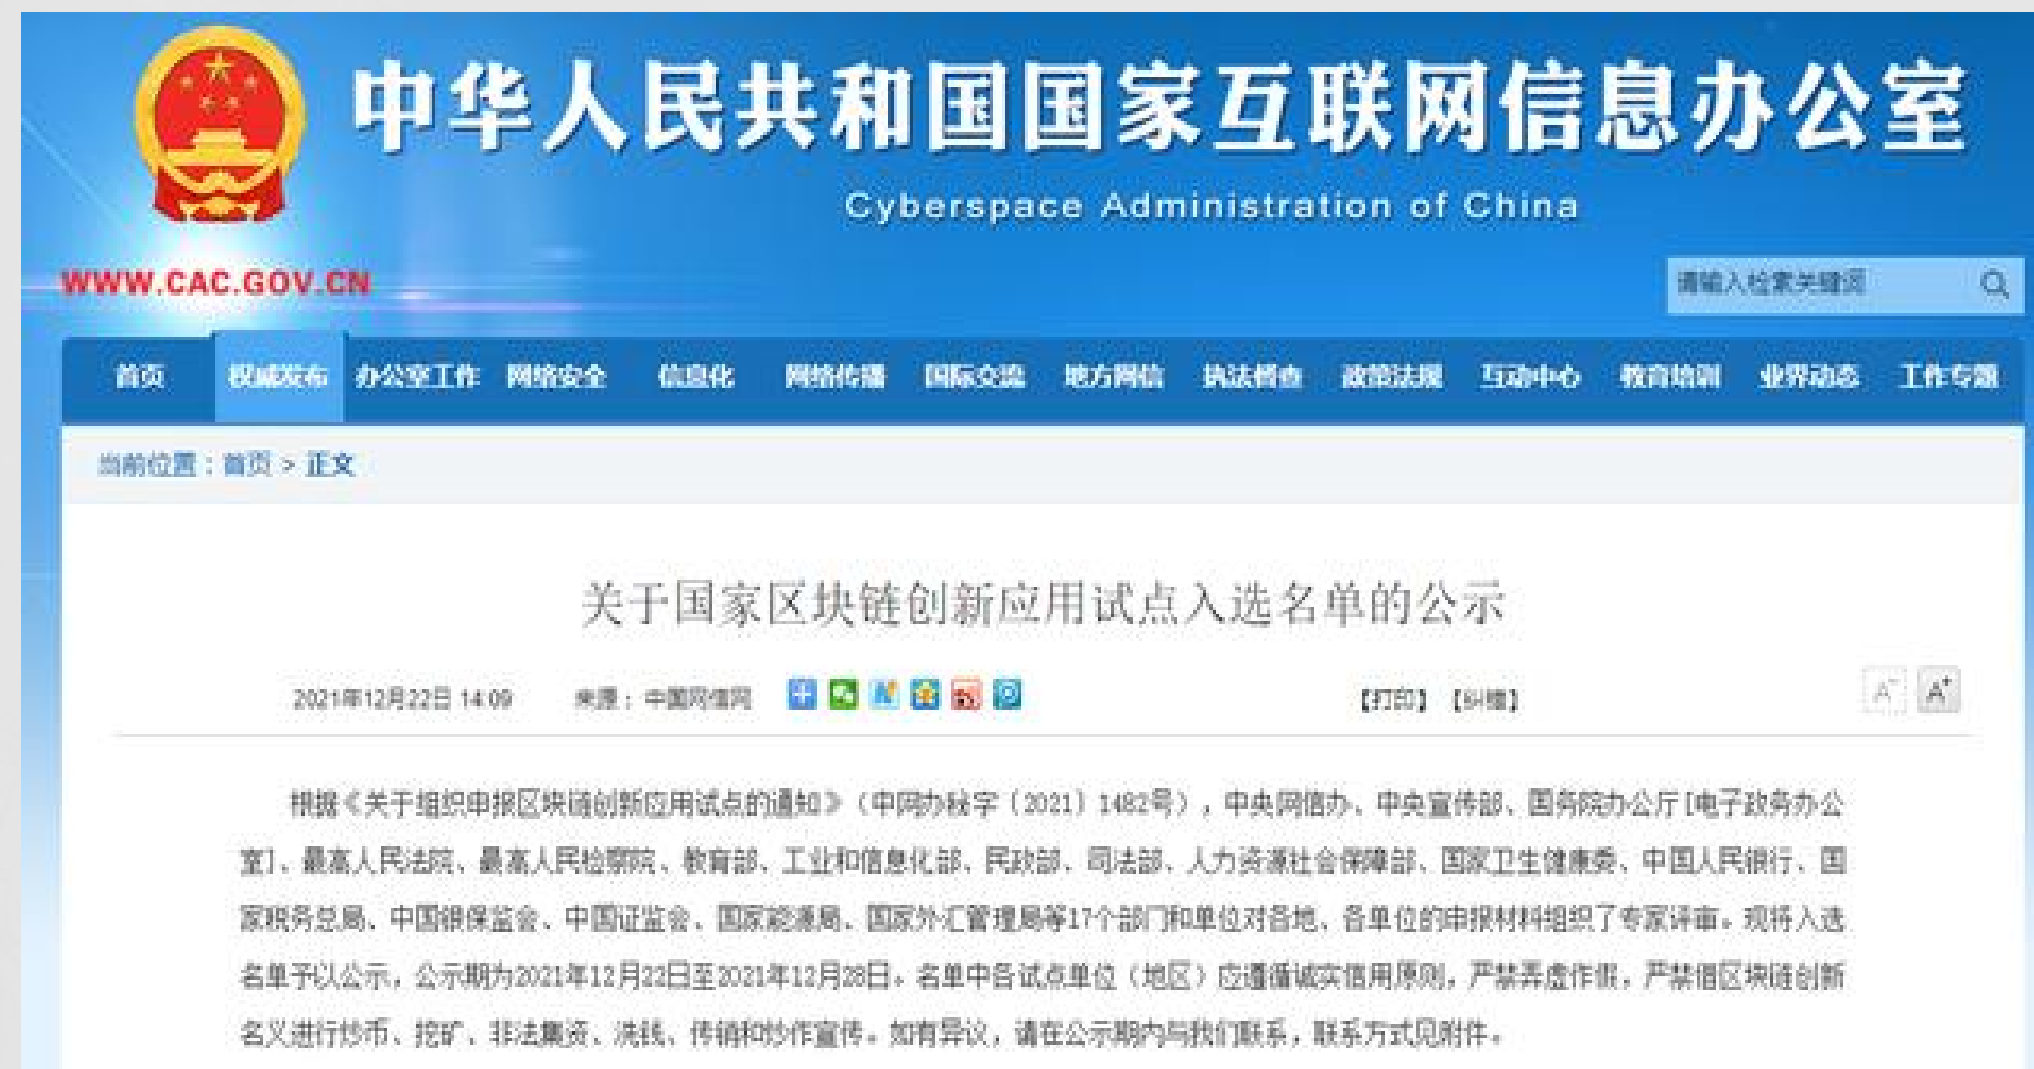 中华人民共和国国家互联网信息办公室
Cyberspace Administration of China
WWW.CAC.GOV.CN
请输入检索关键词
首页 权威发布 办公室工作 网络安全 信息化 网络传播 国际交流 地方网信 执法督查 政策法规 互动中心 教育培训 业界动态 工作专题
当前位置：首页 > 正文
关于国家区块链创新应用试点入选名单的公示
2021年12月22日 14:09 来源：中国网信网 【打印】【纠错】 A- A+
根据《关于组织申报区块链创新应用试点的通知》（中网办秘字〔2021〕1482号），中央网信办、中央宣传部、国务院办公厅[电子政务办公
室]、最高人民法院、最高人民检察院、教育部、工业和信息化部、民政部、司法部、人力资源社会保障部、国家卫生健康委、中国人民银行、国
家税务总局、中国银保监会、中国证监会、国家能源局、国家外汇管理局等17个部门和单位对各地、各单位的申报材料组织了专家评审。现将入选
名单予以公示，公示期为2021年12月22日至2021年12月28日。名单中各试点单位（地区）应遵循诚实信用原则，严禁弄虚作假，严禁借区块链创新
名义进行炒币、挖矿、非法集资、洗钱、传销和炒作宣传。如有异议，请在公示期内与我们联系，联系方式见附件。